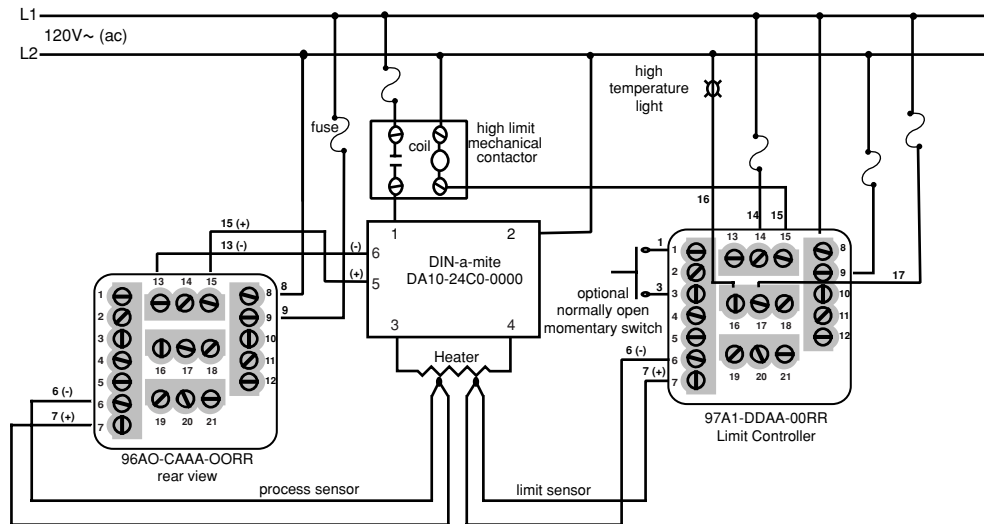 L1
120V~ (ac)
L2
fuse
coil
high limit
mechanical
contactor
high
temperature
light
16
14
15
17
15 (+)
13 (-)
(-)
(+)
6
5
1
2
3
4
DIN-a-mite
DA10-24C0-0000
8
9
1
2
3
4
5
6
7
13
14
15
16
17
18
19
20
21
8
9
10
11
12
6 (-)
7 (+)
96AO-CAAA-OORR
rear view
Heater
process sensor
limit sensor
6 (-)
7 (+)
1
3
optional
normally open
momentary switch
1
2
3
4
5
6
7
13
14
15
16
17
18
19
20
21
8
9
10
11
12
97A1-DDAA-00RR
Limit Controller